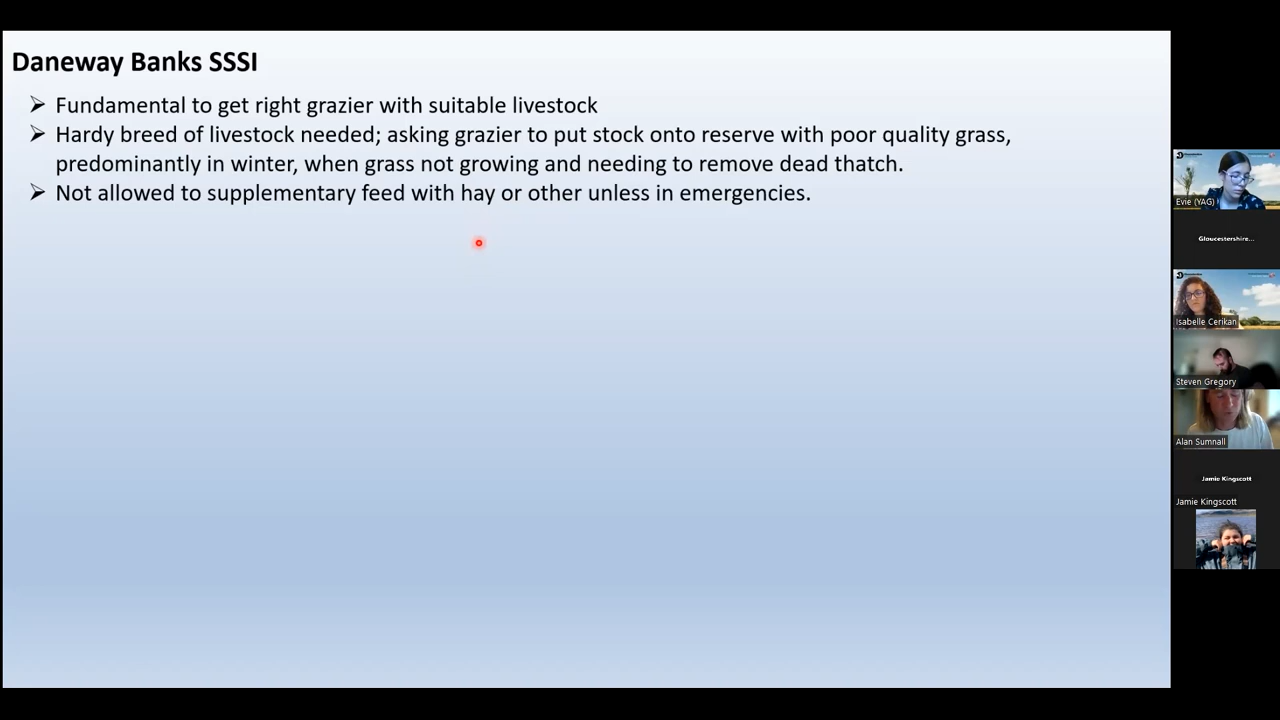 Daneway Banks SSSI
➢ Fundamental to get right grazier with suitable livestock
➢ Hardy breed of livestock needed; asking grazier to put stock onto reserve with poor quality grass,
predominantly in winter, when grass not growing and needing to remove dead thatch.
➢ Not allowed to supplementary feed with hay or other unless in emergencies.
Evie (YAG)
Gloucestershire...
Isabelle Cerikan
Steven Gregory
Alan Sumnall
Jamie Kingscott
Jamie Kingscott